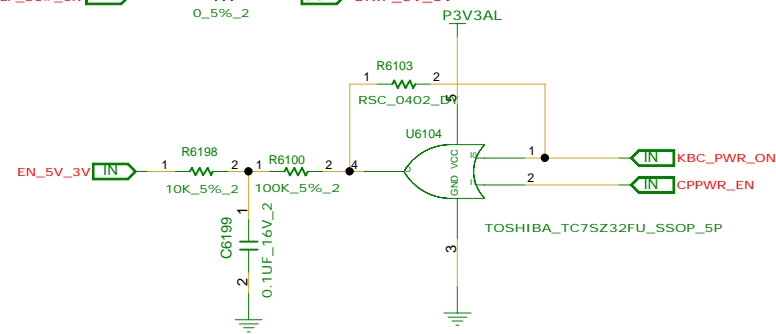 0_5%_2
P3V3AL
R6103
1
2
RSC_0402_DY
5
U6104
EN_5V_3V
IN
1
R6198
2
10K_5%_2
1
R6100
2
100K_5%_2
4
O
VCC
GND
I0
I1
1
IN
KBC_PWR_ON
2
IN
CPPWR_EN
TOSHIBA_TC7SZ32FU_SSOP_5P
3
1
C6199
0.1UF_16V_2
2